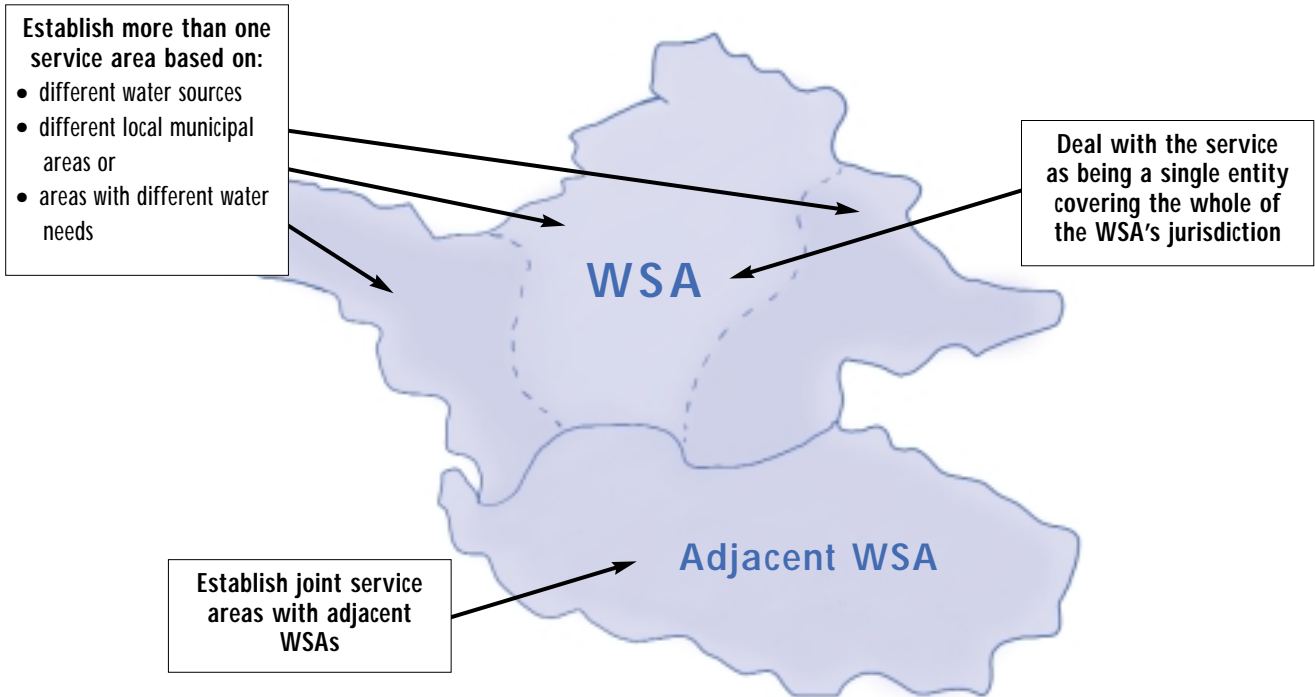 Establish more than one
service area based on:
• different water sources
• different local municipal
areas or
• areas with different water
needs
Deal with the service
as being a single entity
covering the whole of
the WSA's jurisdiction
WSA
Adjacent WSA
Establish joint service
areas with adjacent
WSAs